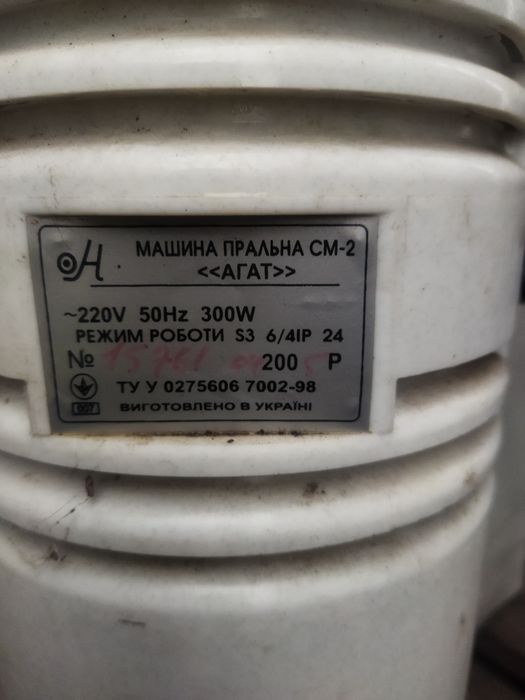 МАШИНА ПРАЛЬНА СМ-2
<<АГАТ>>
~220V 50Hz 300W
РЕЖИМ РОБОТИ S3 6/4IP 24
№ 200 Р
ТУ У 0275606 7002-98
007 ВИГОТОВЛЕНО В УКРАЇНІ